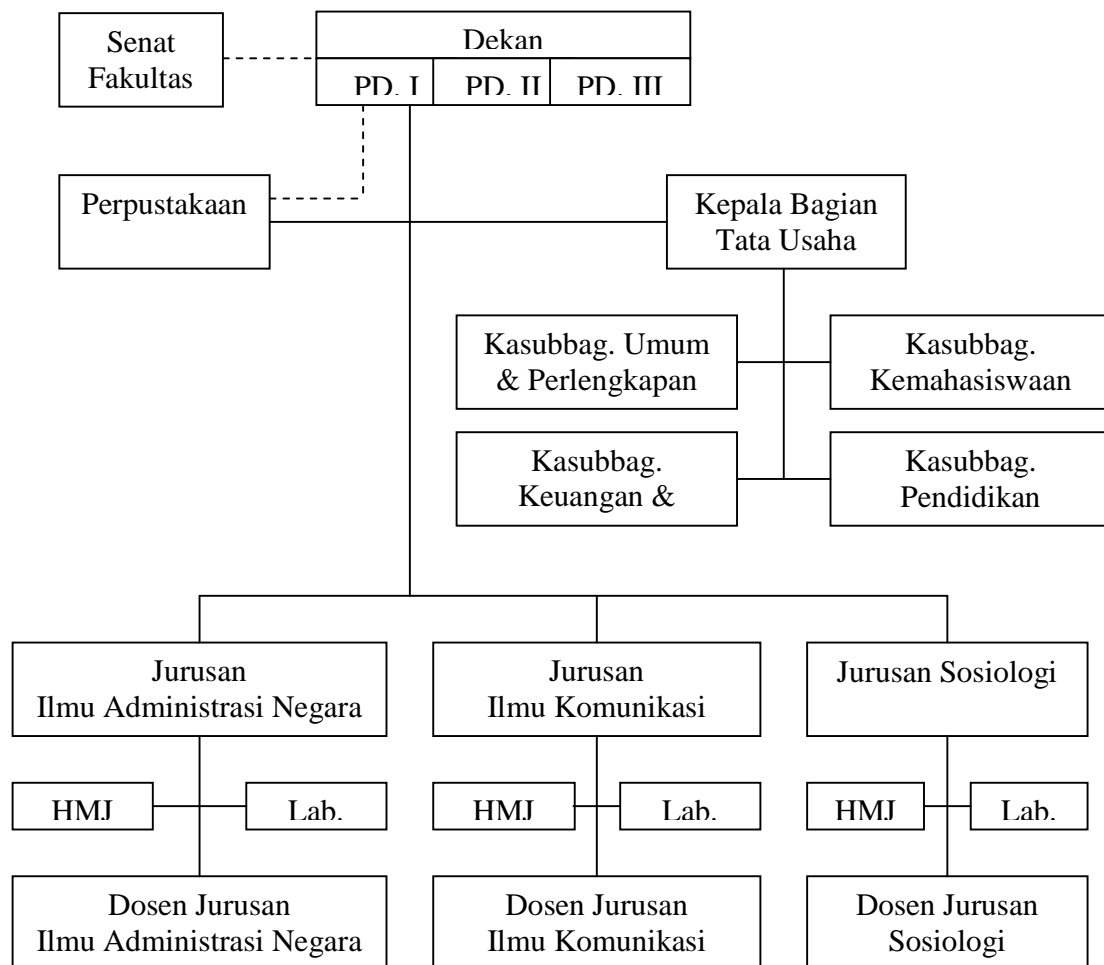 Senat
Fakultas
Dekan
PD. I
PD. II
PD. III
Perpustakaan
Kepala Bagian
Tata Usaha
Kasubbag. Umum
& Perlengkapan
Kasubbag.
Kemahasiswaan
Kasubbag.
Keuangan &
Kasubbag.
Pendidikan
Jurusan
Ilmu Administrasi Negara
Jurusan
Ilmu Komunikasi
Jurusan Sosiologi
HMJ
Lab.
HMJ
Lab.
HMJ
Lab.
Dosen Jurusan
Ilmu Administrasi Negara
Dosen Jurusan
Ilmu Komunikasi
Dosen Jurusan
Sosiologi